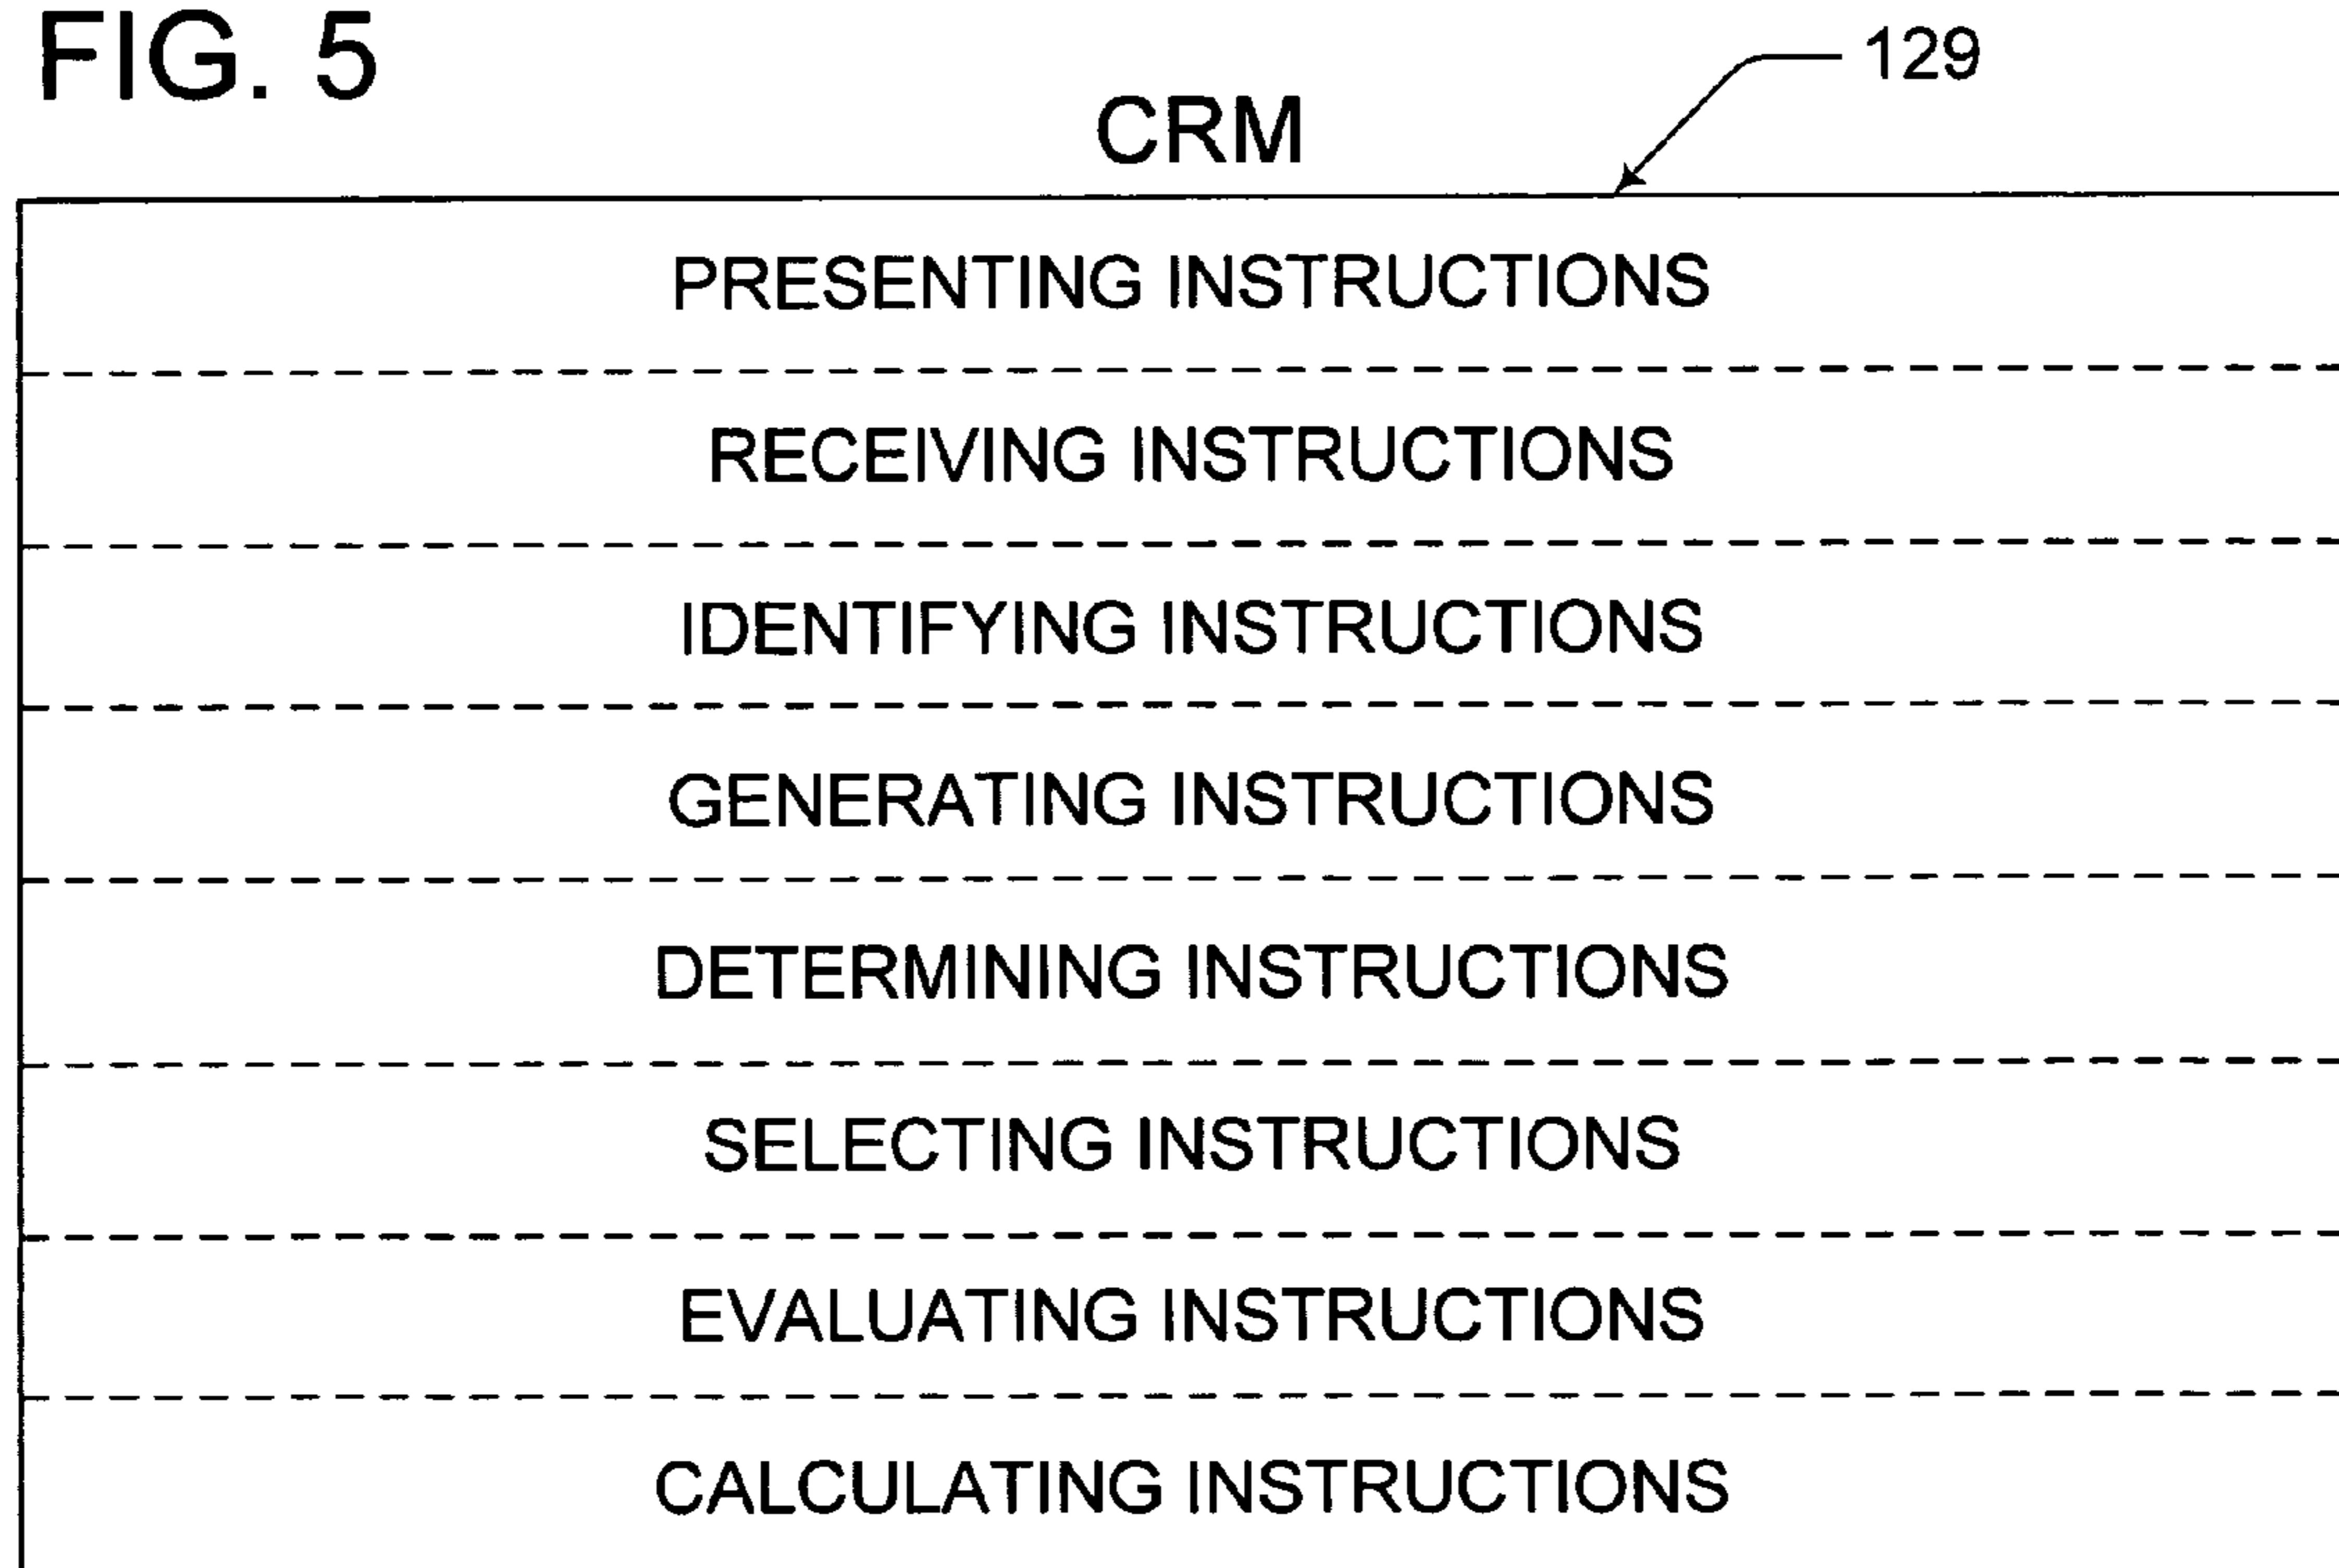 FIG. 5
129
CRM
PRESENTING INSTRUCTIONS
RECEIVING INSTRUCTIONS
IDENTIFYING INSTRUCTIONS
GENERATING INSTRUCTIONS
DETERMINING INSTRUCTIONS
SELECTING INSTRUCTIONS
EVALUATING INSTRUCTIONS
CALCULATING INSTRUCTIONS